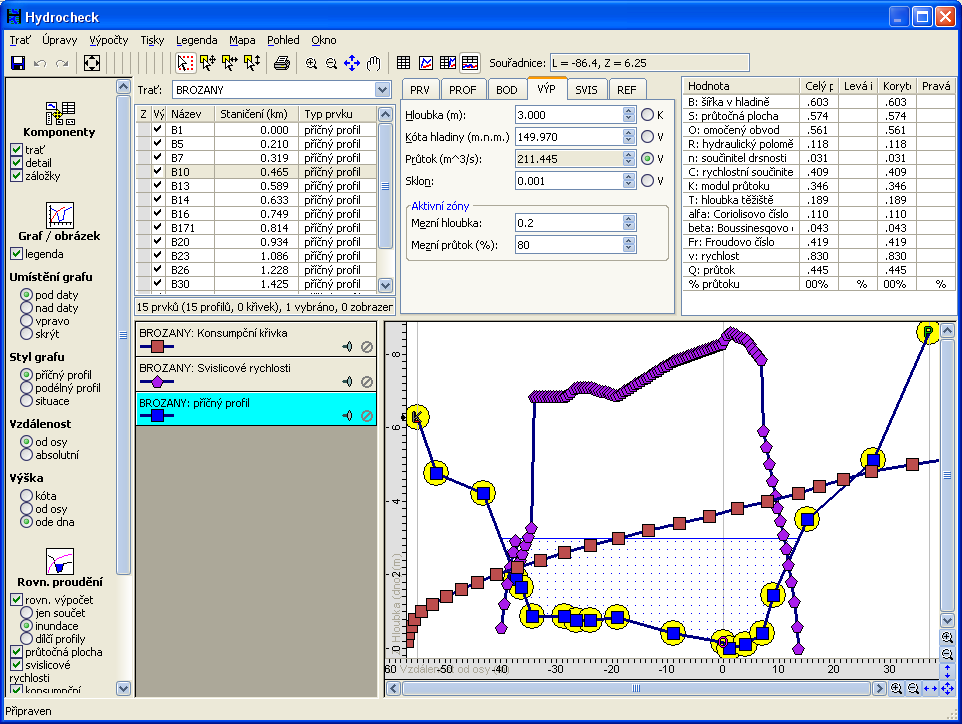 Hydrocheck
Trať Úpravy Výpočty Tisky Legenda Mapa Pohled Okno
Souřadnice: L = -86.4, Z = 6.25
Komponenty
trať
detail
záložky
Graf / obrázek
legenda
Umístění grafu
pod daty
nad daty
vpravo
skrýt
Styl grafu
příčný profil
podélný profil
situace
Vzdálenost
od osy
absolutní
Výška
kóta
od osy
ode dna
Rovn. proudění
rovn. výpočet
jen součet
inundace
dílčí profily
průtočná plocha
svislicové
rychlosti
konsumpční
Trať: BROZANY
Z Vý Název Staničení (km) Typ prvku
B1 0.000 příčný profil
B5 0.210 příčný profil
B7 0.319 příčný profil
B10 0.465 příčný profil
B13 0.589 příčný profil
B14 0.633 příčný profil
B16 0.749 příčný profil
B171 0.814 příčný profil
B20 0.934 příčný profil
B23 1.086 příčný profil
B26 1.228 příčný profil
B30 1.425 příčný profil
15 prvků (15 profilů, 0 křivek), 1 vybráno, 0 zobrazer
PRV PROF BOD VÝP SVIS REF
Hloubka (m): 3.000 K
Kóta hladiny (m.n.m.) 149.970 V
Průtok (m^3/s): 211.445 V
Sklon: 0.001 V
Aktivní zóny
Mezní hloubka: 0.2
Mezní průtok (%): 80
Hodnota Celý p Levá i Koryto Pravá
B: šířka v hladině .603 .603
S: průtočná plocha .543 .543
O: omočený obvod .561 .561
R: hydraulický poloměr .118 .118
n: součinitel drsnosti .031 .031
C: rychlostní součinite .409 .409
K: modul průtoku .346 .346
T: hloubka těžiště .189 .189
alfa: Coriolisovo číslo .110 .110
beta: Boussinesqovo .043 .043
Fr: Froudovo číslo .419 .419
v: rychlost .830 .830
Q: průtok .445 .445
% průtoku 00% % 00% %
BROZANY: Konsumpční křivka
BROZANY: Svislicové rychlosti
BROZANY: příčný profil
K
P
8
6
4
2
0
Hloubka (dno) (m)
60 -50 -40 -30 -20 -10 0 10 20 30
Vzdálenost od osy (m)
Připraven